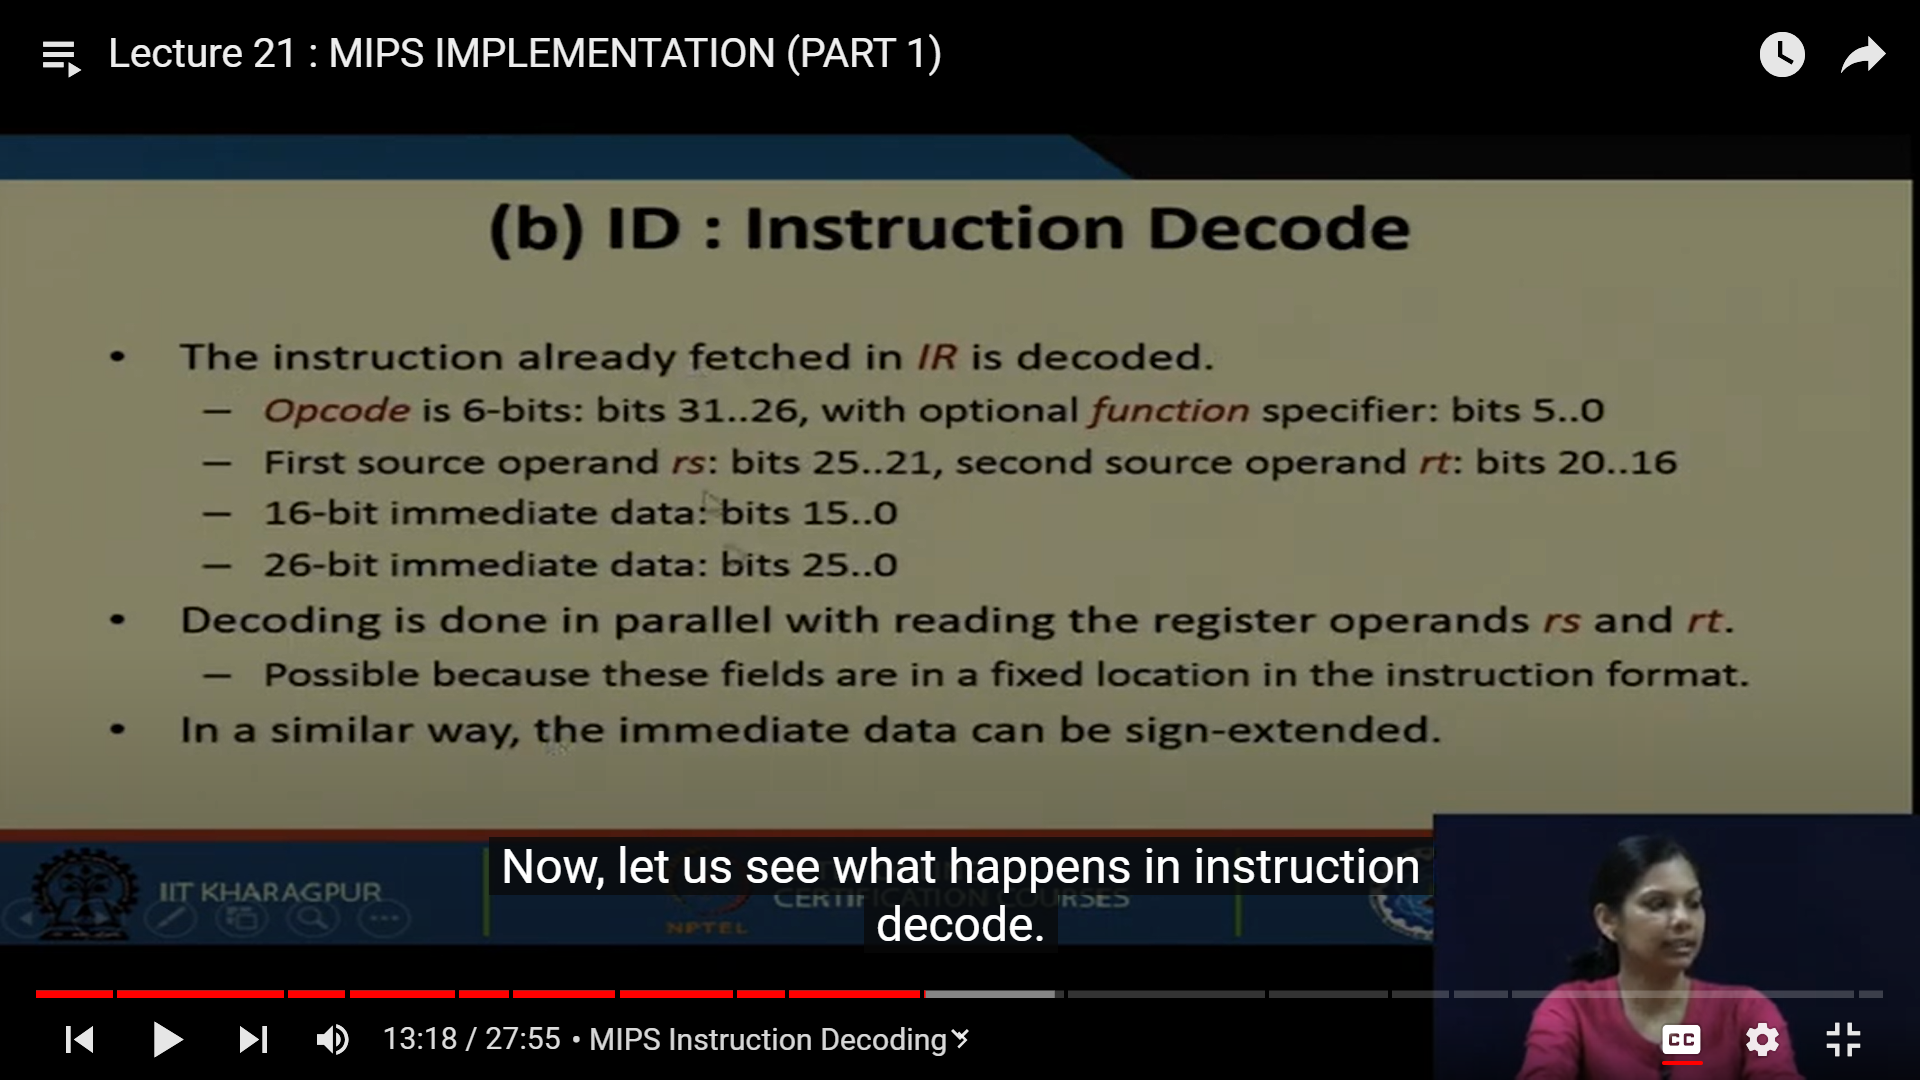 Lecture 21 : MIPS IMPLEMENTATION (PART 1)
(b) ID : Instruction Decode
• The instruction already fetched in IR is decoded.
– Opcode is 6-bits: bits 31..26, with optional function specifier: bits 5..0
– First source operand rs: bits 25..21, second source operand rt: bits 20..16
– 16-bit immediate data: bits 15..0
– 26-bit immediate data: bits 25..0
• Decoding is done in parallel with reading the register operands rs and rt.
– Possible because these fields are in a fixed location in the instruction format.
• In a similar way, the immediate data can be sign-extended.
Now, let us see what happens in instruction
decode.
IIT KHARAGPUR
NPTEL
CERTIFICATION COURSES
13:18 / 27:55 • MIPS Instruction Decoding
CC